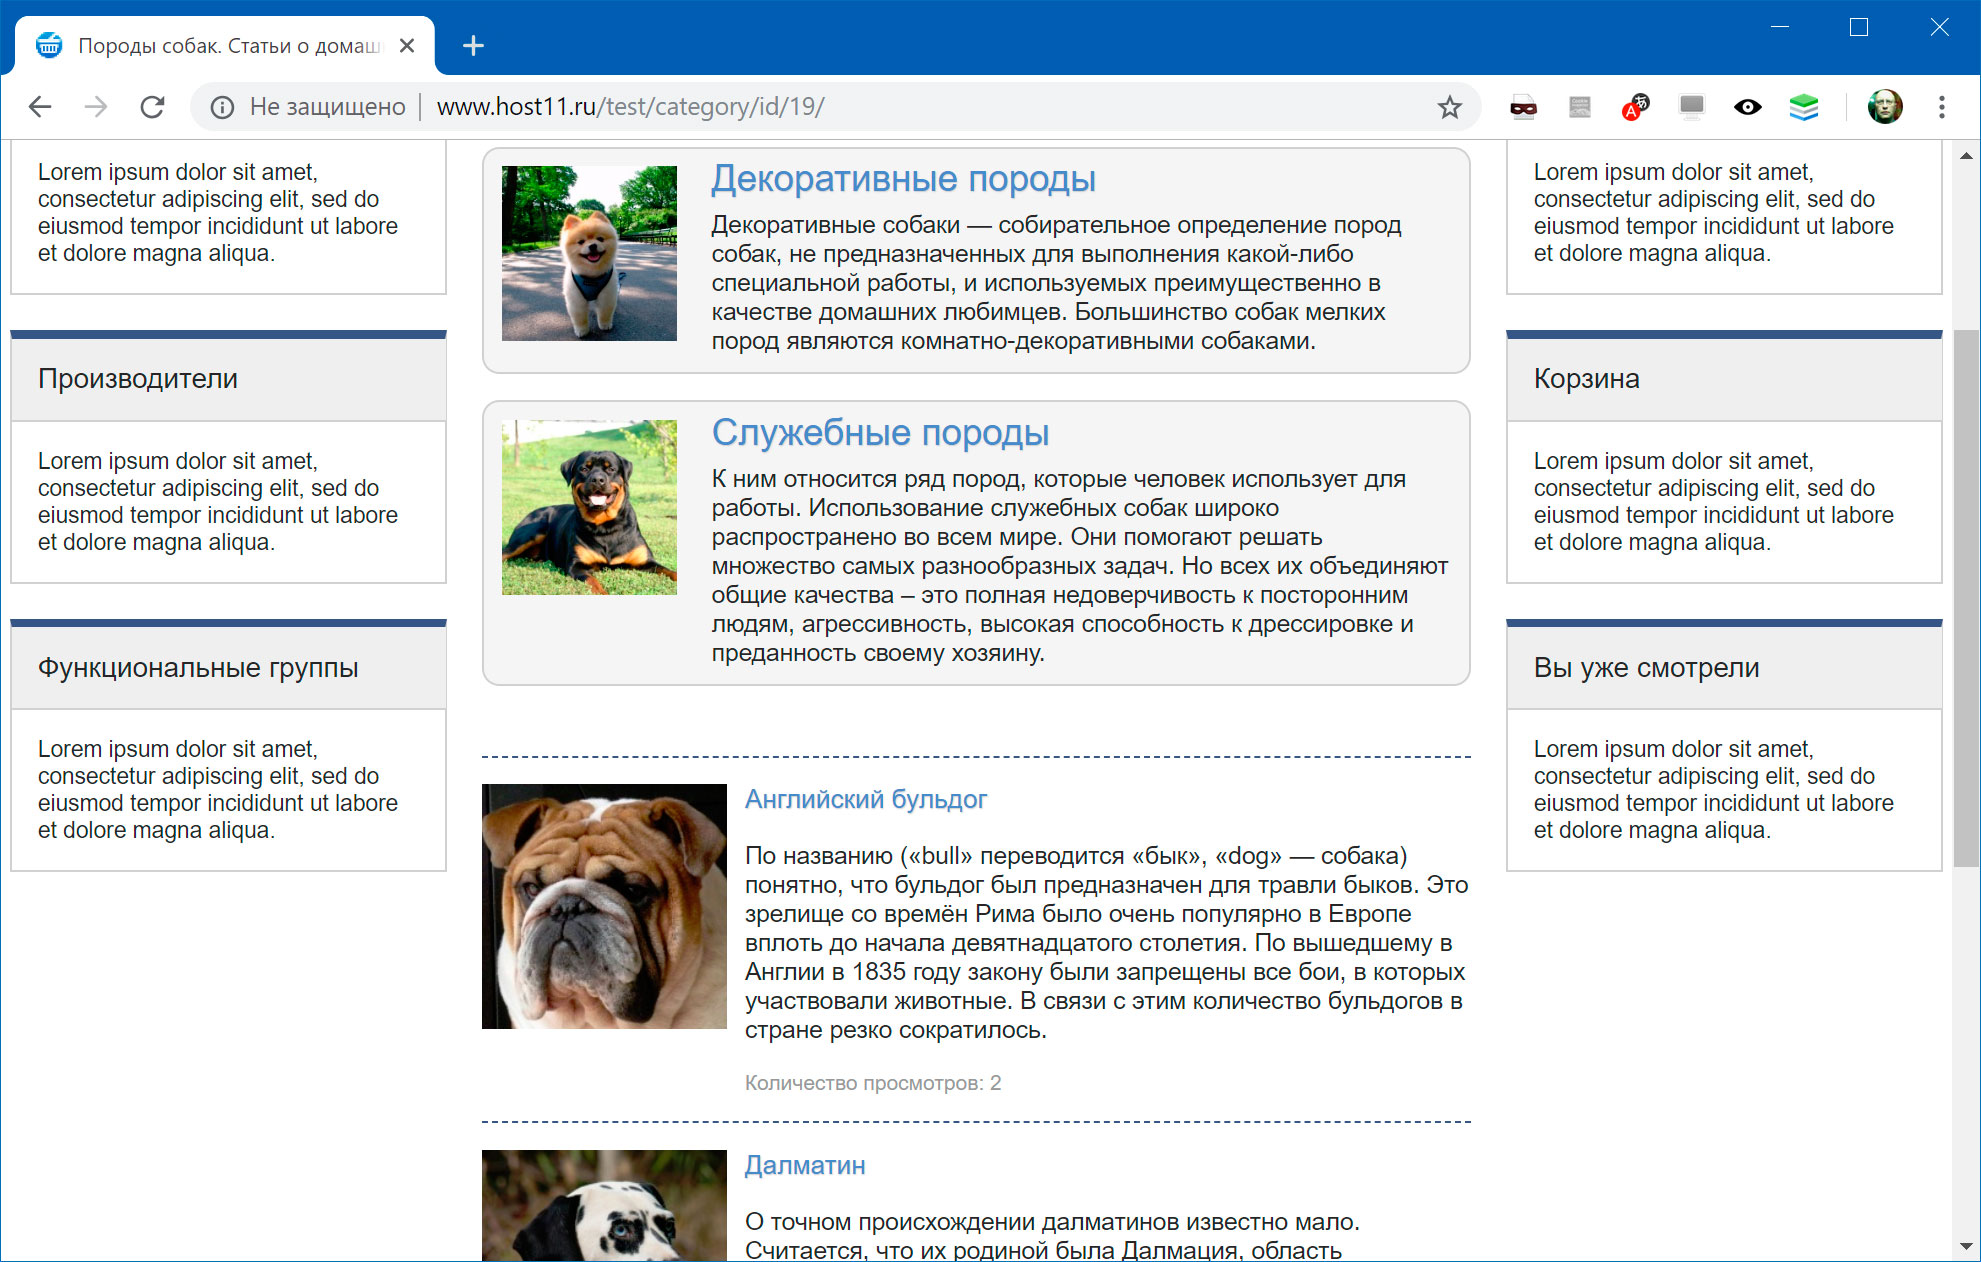 Породы собак. Статьи о домаш
Не защищено
www.host11.ru/test/category/id/19/
Lorem ipsum dolor sit amet,
consectetur adipiscing elit, sed do
eiusmod tempor incididunt ut labore
et dolore magna aliqua.
Производители
Lorem ipsum dolor sit amet,
consectetur adipiscing elit, sed do
eiusmod tempor incididunt ut labore
et dolore magna aliqua.
Функциональные группы
Lorem ipsum dolor sit amet,
consectetur adipiscing elit, sed do
eiusmod tempor incididunt ut labore
et dolore magna aliqua.
Декоративные породы
Декоративные собаки — собирательное определение пород
собак, не предназначенных для выполнения какой-либо
специальной работы, и используемых преимущественно в
качестве домашних любимцев. Большинство собак мелких
пород являются комнатно-декоративными собаками.
Служебные породы
К ним относится ряд пород, которые человек использует для
работы. Использование служебных собак широко
распространено во всем мире. Они помогают решать
множество самых разнообразных задач. Но всех их объединяют
общие качества – это полная недоверчивость к посторонним
людям, агрессивность, высокая способность к дрессировке и
преданность своему хозяину.
Английский бульдог
По названию («bull» переводится «бык», «dog» — собака)
понятно, что бульдог был предназначен для травли быков. Это
зрелище со времён Рима было очень популярно в Европе
вплоть до начала девятнадцатого столетия. По вышедшему в
Англии в 1835 году закону были запрещены все бои, в которых
участвовали животные. В связи с этим количество бульдогов в
стране резко сократилось.
Количество просмотров: 2
Далматин
О точном происхождении далматинов известно мало.
Считается, что их родиной была Далмация, область
Lorem ipsum dolor sit amet,
consectetur adipiscing elit, sed do
eiusmod tempor incididunt ut labore
et dolore magna aliqua.
Корзина
Lorem ipsum dolor sit amet,
consectetur adipiscing elit, sed do
eiusmod tempor incididunt ut labore
et dolore magna aliqua.
Вы уже смотрели
Lorem ipsum dolor sit amet,
consectetur adipiscing elit, sed do
eiusmod tempor incididunt ut labore
et dolore magna aliqua.